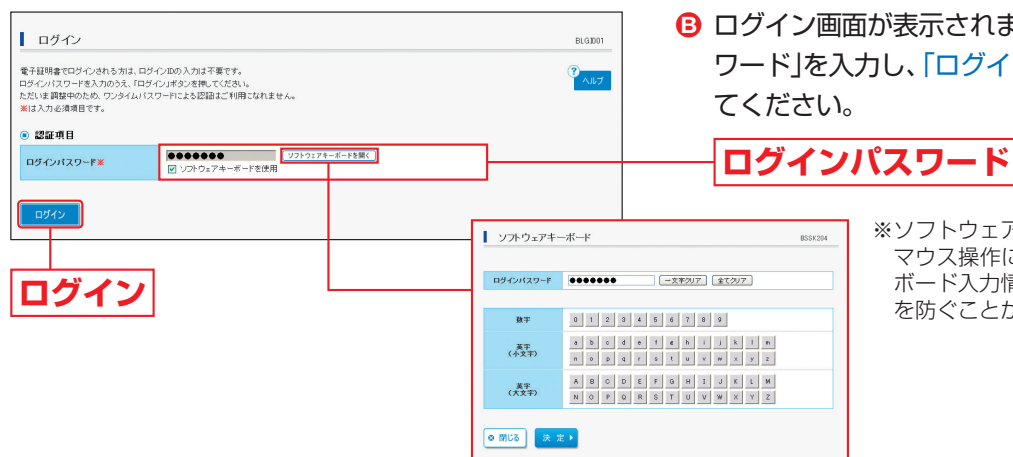 ログイン
BLGI001
電子証明書でログインされる方は、ログインIDの入力は不要です。
ログインパスワードを入力のうえ、「ログイン」ボタンを押してください。
ただいま調整中のため、ワンタイムパスワードによる認証はご利用になれません。
※は入力必須項目です。
?
ヘルプ
認証項目
ログインパスワード※
●●●●●●●
ソフトウェアキーボードを開く
ソフトウェアキーボードを使用
ログイン
ログイン
B ログイン画面が表示されま
ワード」を入力し、「ログイ
てください。
ログインパスワード
ソフトウェアキーボード
BSSK204
ログインパスワード
●●●●●●●
一文字クリア
全てクリア
数字
0 1 2 3 4 5 6 7 8 9
英字
(小文字)
a b c d e f g h i j k l m
n o p q r s t u v w x y z
英字
(大文字)
A B C D E F G H I J K L M
N O P Q R S T U V W X Y Z
閉じる
決 定
※ソフトウェア
マウス操作に
ボード入力情
を防ぐことが